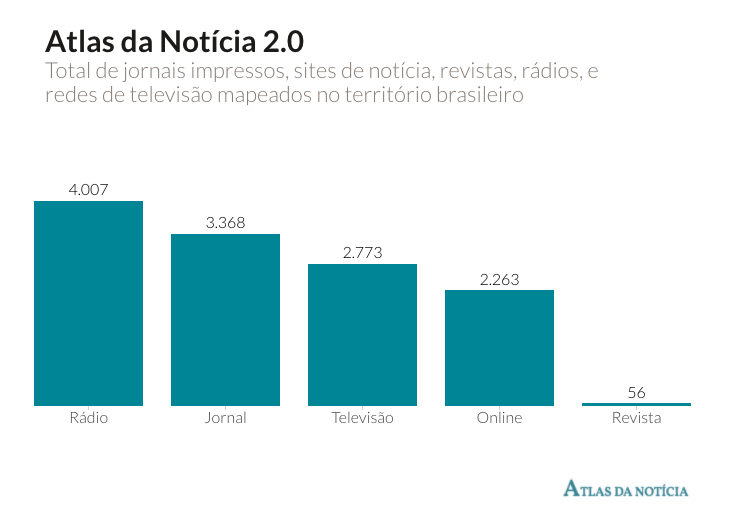 Atlas da Notícia 2.0
Total de jornais impressos, sites de notícia, revistas, rádios, e
redes de televisão mapeados no território brasileiro
4.007
3.368
2.773
2.263
56
Rádio
Jornal
Televisão
Online
Revista
ATLAS DA NOTÍCIA